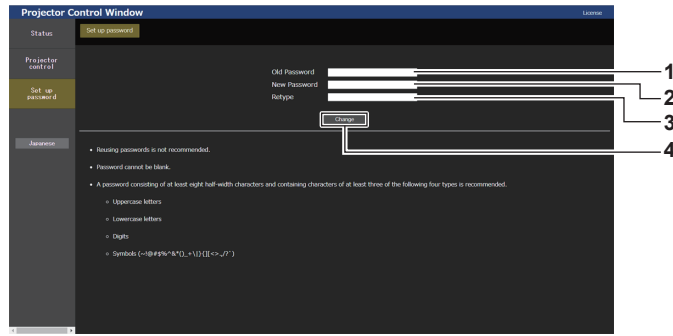 Projector Control Window
License
Status
Set up password
Projector
control
Set up
password
Japanese
Old Password
New Password
Retype
Change
1
2
3
4
• Reusing passwords is not recommended.
• Password cannot be blank.
• A password consisting of at least eight half-width characters and containing characters of at least three of the following four types is recommended.
○ Uppercase letters
○ Lowercase letters
○ Digits
○ Symbols (~!@#$%^&*()_+\|}{][<>.,/?`)